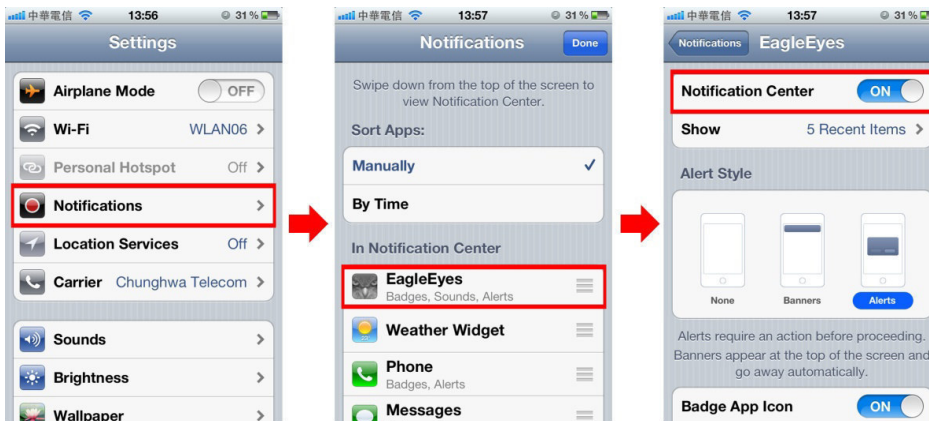 中華電信 13:56 31%
Settings
Airplane Mode OFF
Wi-Fi WLAN06
Personal Hotspot Off
Notifications
Location Services Off
Carrier Chunghwa Telecom
Sounds
Brightness
Wallpaper
中華電信 13:57 31%
Notifications Done
Swipe down from the top of the screen to
view Notification Center.
Sort Apps:
Manually
By Time
In Notification Center
EagleEyes
Badges, Sounds, Alerts
Weather Widget
Phone
Badges, Alerts
Messages
中華電信 13:57 31%
Notifications EagleEyes
Notification Center ON
Show 5 Recent Items
Alert Style
None Banners Alerts
Alerts require an action before proceeding.
Banners appear at the top of the screen and
go away automatically.
Badge App Icon ON